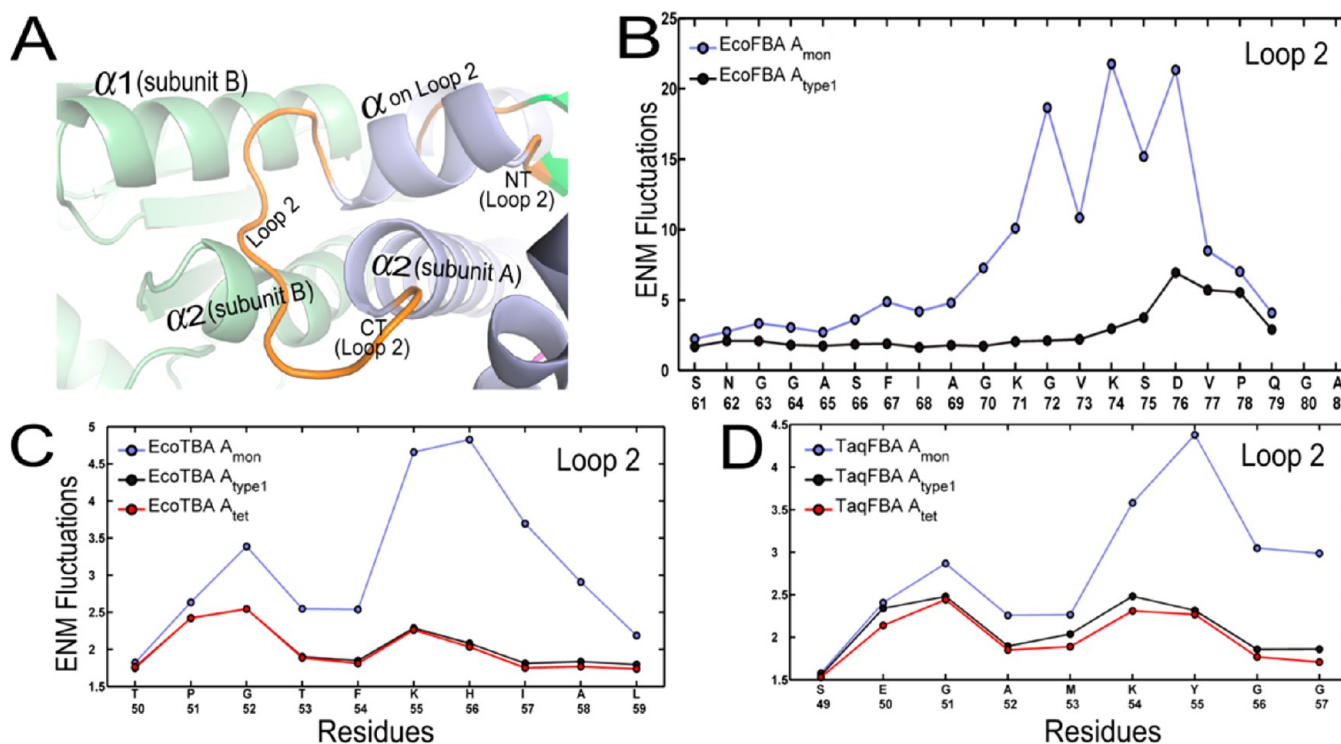 A
α1 (subunit B)
α on Loop 2
NT
(Loop 2)
Loop 2
α2 (subunit A)
α2 (subunit B)
CT
(Loop 2)
B
EcoFBA Amon
EcoFBA Atype1
Loop 2
ENM Fluctuations
25
20
15
10
5
0
S N G G A S F I A G K G V K S D V P Q G A
61 62 63 64 65 66 67 68 69 70 71 72 73 74 75 76 77 78 79 80 8
C
EcoTBA Amon
EcoTBA Atype1
EcoTBA Atet
Loop 2
ENM Fluctuations
5
4.5
4
3.5
3
2.5
2
1.5
T P G T F K H I A L
50 51 52 53 54 55 56 57 58 59
Residues
D
TaqFBA Amon
TaqFBA Atype1
TaqFBA Atet
Loop 2
4.5
4
3.5
3
2.5
2
1.5
S E G A M K Y G G
49 50 51 52 53 54 55 56 57
Residues